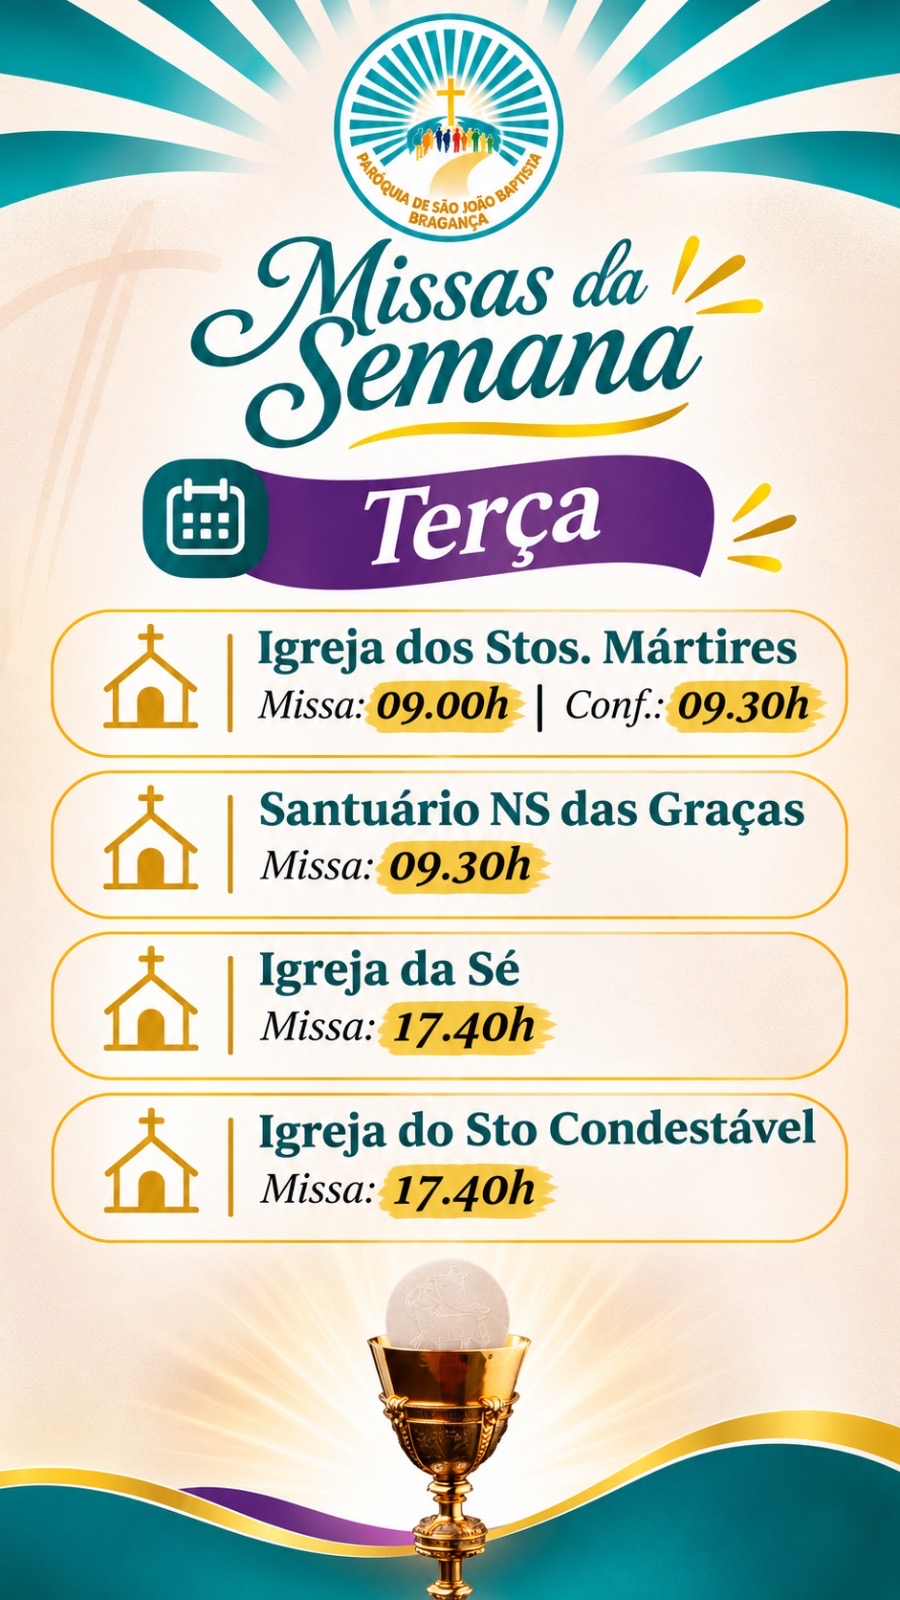 PARÓQUIA DE SÃO JOÃO BAPTISTA
BRAGANÇA
Missas da
Semana
Terça
Igreja dos Stos. Mártires
Missa: 09.00h | Conf.: 09.30h
Santuário NS das Graças
Missa: 09.30h
Igreja da Sé
Missa: 17.40h
Igreja do Sto Condestável
Missa: 17.40h